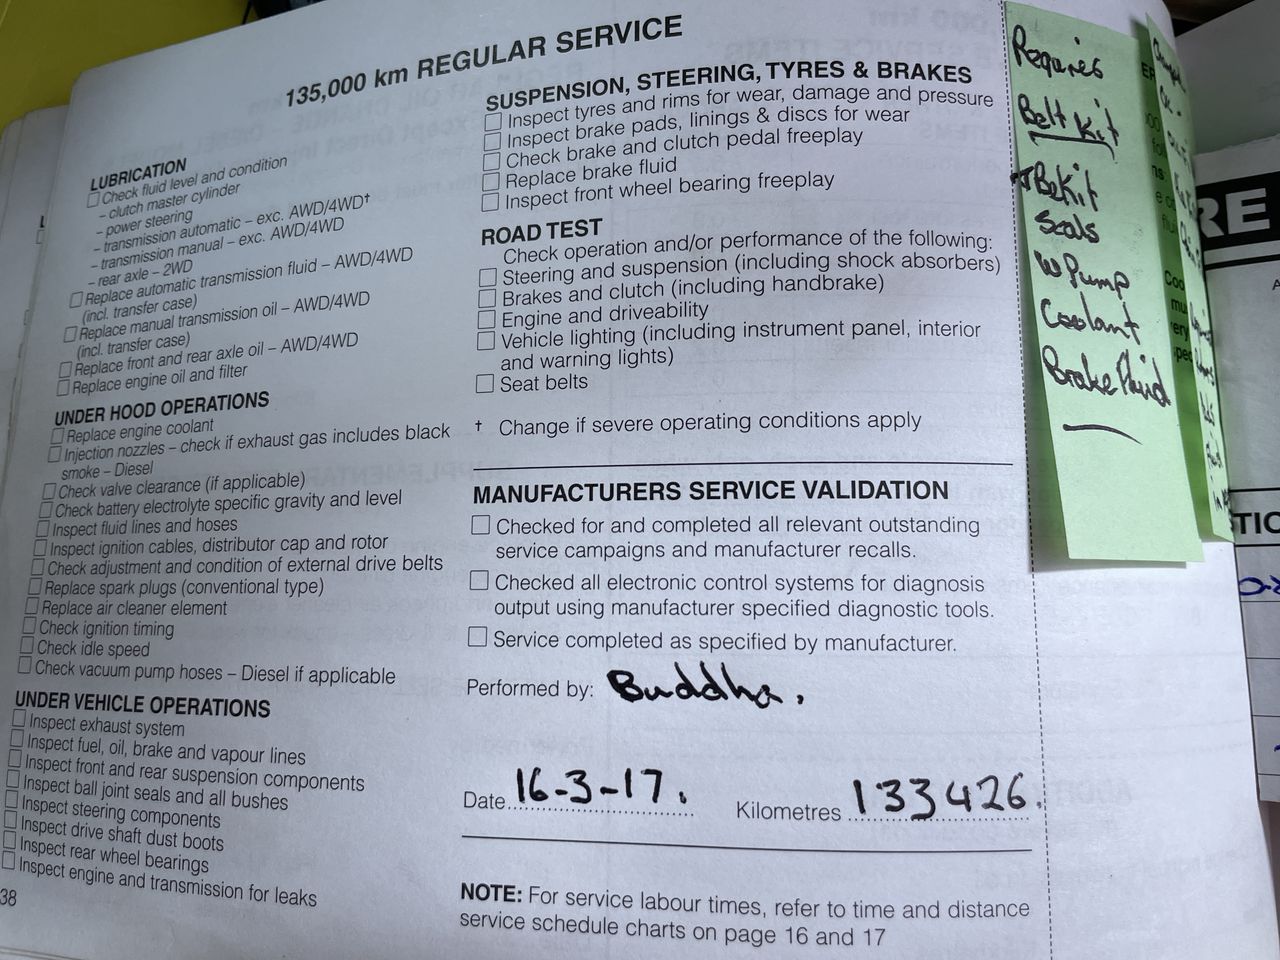 135,000 km REGULAR SERVICE
LUBRICATION
Check fluid level and condition
– clutch master cylinder
– power steering
– transmission automatic – exc. AWD/4WD†
– transmission manual – exc. AWD/4WD
– rear axle – 2WD
Replace automatic transmission fluid – AWD/4WD
(incl. transfer case)
Replace manual transmission oil – AWD/4WD
(incl. transfer case)
Replace front and rear axle oil – AWD/4WD
Replace engine oil and filter
UNDER HOOD OPERATIONS
Replace engine coolant
Injection nozzles – check if exhaust gas includes black
smoke – Diesel
Check valve clearance (if applicable)
Check battery electrolyte specific gravity and level
Inspect fluid lines and hoses
Inspect ignition cables, distributor cap and rotor
Check adjustment and condition of external drive belts
Replace spark plugs (conventional type)
Replace air cleaner element
Check ignition timing
Check idle speed
Check vacuum pump hoses – Diesel if applicable
UNDER VEHICLE OPERATIONS
Inspect exhaust system
Inspect fuel, oil, brake and vapour lines
Inspect front and rear suspension components
Inspect ball joint seals and all bushes
Inspect steering components
Inspect drive shaft dust boots
Inspect rear wheel bearings
Inspect engine and transmission for leaks
38
SUSPENSION, STEERING, TYRES & BRAKES
Inspect tyres and rims for wear, damage and pressure
Inspect brake pads, linings & discs for wear
Check brake and clutch pedal freeplay
Replace brake fluid
Inspect front wheel bearing freeplay
ROAD TEST
Check operation and/or performance of the following:
Steering and suspension (including shock absorbers)
Brakes and clutch (including handbrake)
Engine and driveability
Vehicle lighting (including instrument panel, interior
and warning lights)
Seat belts
† Change if severe operating conditions apply
MANUFACTURERS SERVICE VALIDATION
Checked for and completed all relevant outstanding
service campaigns and manufacturer recalls.
Checked all electronic control systems for diagnosis
output using manufacturer specified diagnostic tools.
Service completed as specified by manufacturer.
Performed by: Buddha.
Date 16-3-17. Kilometres 133426.
NOTE: For service labour times, refer to time and distance
service schedule charts on page 16 and 17
Requires
Belt Kit
Seals
W Pump
Coolant
Brake Fluid
RE
TIC